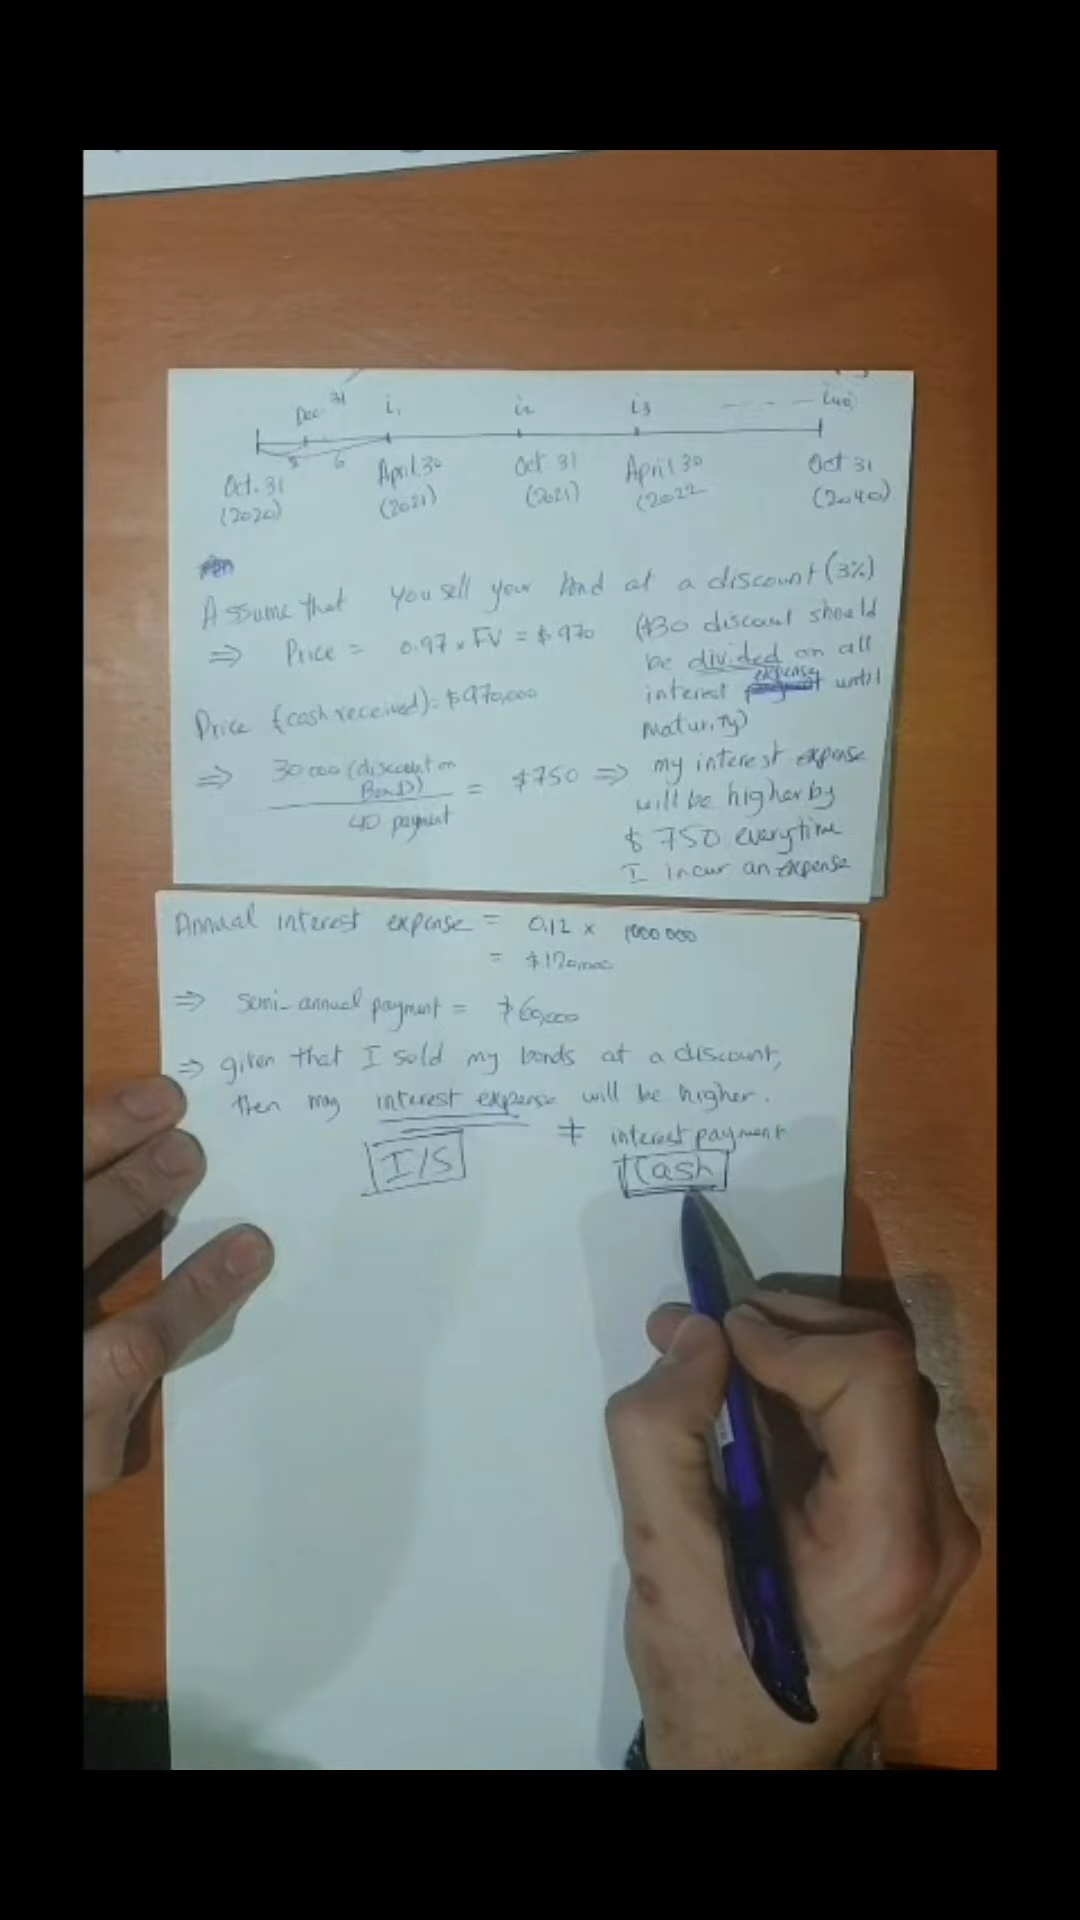 Dec 31 i1 i2 i3 - - - - i40
2 6
Oct. 31 April 30 Oct 31 April 30 Oct 31
(2020) (2021) (2021) (2022 (2040)
Assume that you sell your bond at a discount (3%)
⇒ Price = 0.97 x FV = $970
($30 discount should
be divided on all
interest expense until
maturity)
Price (cash received) = $970,000
⇒ 30000 (discount on
Bond)
40 payment
= $750 ⇒ my interest expense
will be higher by
$ 750 everytime
I incur an expense
Annual interest expense = 0.12 x 1000 000
= $120,000
⇒ semi-annual payment = $60,000
⇒ given that I sold my bonds at a discount,
then my interest expense will be higher.
≠ interest payment
I/S Cash